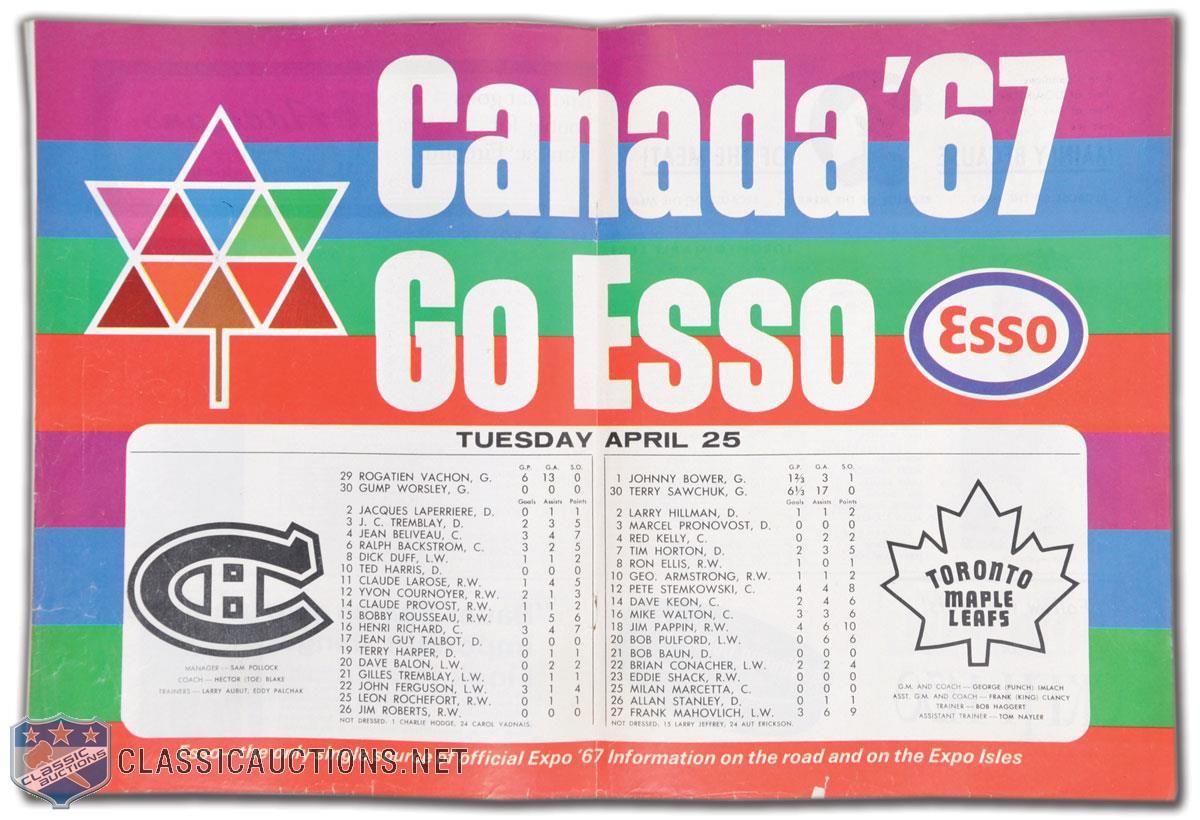 Canada '67
Go Esso
Esso
TUESDAY APRIL 25
G.P. G.A. S.O.
29 ROGATIEN VACHON, G. 6 13 0
30 GUMP WORSLEY, G. 0 0 0
Goals Assists Points
2 JACQUES LAPERRIERE, D. 0 1 1
3 J. C. TREMBLAY, D. 2 3 5
4 JEAN BELIVEAU, C. 3 4 7
6 RALPH BACKSTROM, C. 3 2 5
8 DICK DUFF, L.W. 1 1 2
10 TED HARRIS, D. 0 0 0
11 CLAUDE LAROSE, R.W. 1 4 5
12 YVON COURNOYER, R.W. 2 1 3
14 CLAUDE PROVOST, R.W. 1 1 2
15 BOBBY ROUSSEAU, R.W. 1 5 6
16 HENRI RICHARD, C. 3 4 7
17 JEAN GUY TALBOT, D. 0 0 0
19 TERRY HARPER, D. 0 1 1
20 DAVE BALON, L.W. 0 2 2
21 GILLES TREMBLAY, L.W. 0 1 1
22 JOHN FERGUSON, L.W. 3 1 4
25 LEON ROCHEFORT, R.W. 0 1 1
26 JIM ROBERTS, R.W. 0 0 0
NOT DRESSED. 1 CHARLIE HODGE, 24 CAROL VADNAIS.
MANAGER — SAM POLLOCK
COACH — HECTOR (TOE) BLAKE
TRAINERS — LARRY AUBUT, EDDY PALCHAK
G.P. G.A. S.O.
1 JOHNNY BOWER, G. 1⅔ 3 1
30 TERRY SAWCHUK, G. 6⅓ 17 0
Goals Assists Points
2 LARRY HILLMAN, D. 1 1 2
3 MARCEL PRONOVOST, D. 0 0 0
4 RED KELLY, C. 0 2 2
7 TIM HORTON, D. 2 3 5
8 RON ELLIS, R.W. 1 0 1
10 GEO. ARMSTRONG, R.W. 1 1 2
12 PETE STEMKOWSKI, C. 4 4 8
14 DAVE KEON, C. 2 4 6
16 MIKE WALTON, C. 3 3 6
18 JIM PAPPIN, R.W. 4 6 10
20 BOB PULFORD, L.W. 0 6 6
21 BOB BAUN, D. 0 0 0
22 BRIAN CONACHER, L.W. 2 2 4
23 EDDIE SHACK, R.W. 0 0 0
25 MILAN MARCETTA, C. 0 0 0
26 ALLAN STANLEY, D. 0 1 1
27 FRANK MAHOVLICH, L.W. 3 6 9
NOT DRESSED. 15 LARRY JEFFREY, 24 AUT ERICKSON.
TORONTO
MAPLE
LEAFS
G.M. AND COACH — GEORGE (PUNCH) IMLACH
ASST. G.M. AND COACH — FRANK (KING) CLANCY
TRAINER — BOB HAGGERT
ASSISTANT TRAINER — TOM NAYLER
Esso - the only single source of official Expo '67 Information on the road and on the Expo Isles
CLASSIC
AUCTIONS
CLASSICAUCTIONS.NET